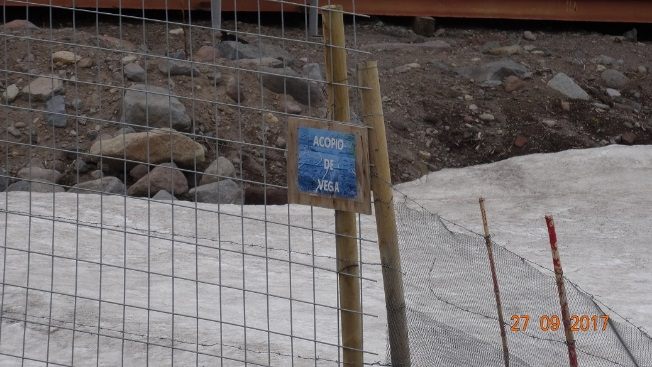 ACOPIO
DE
VEGA
27 09 2017